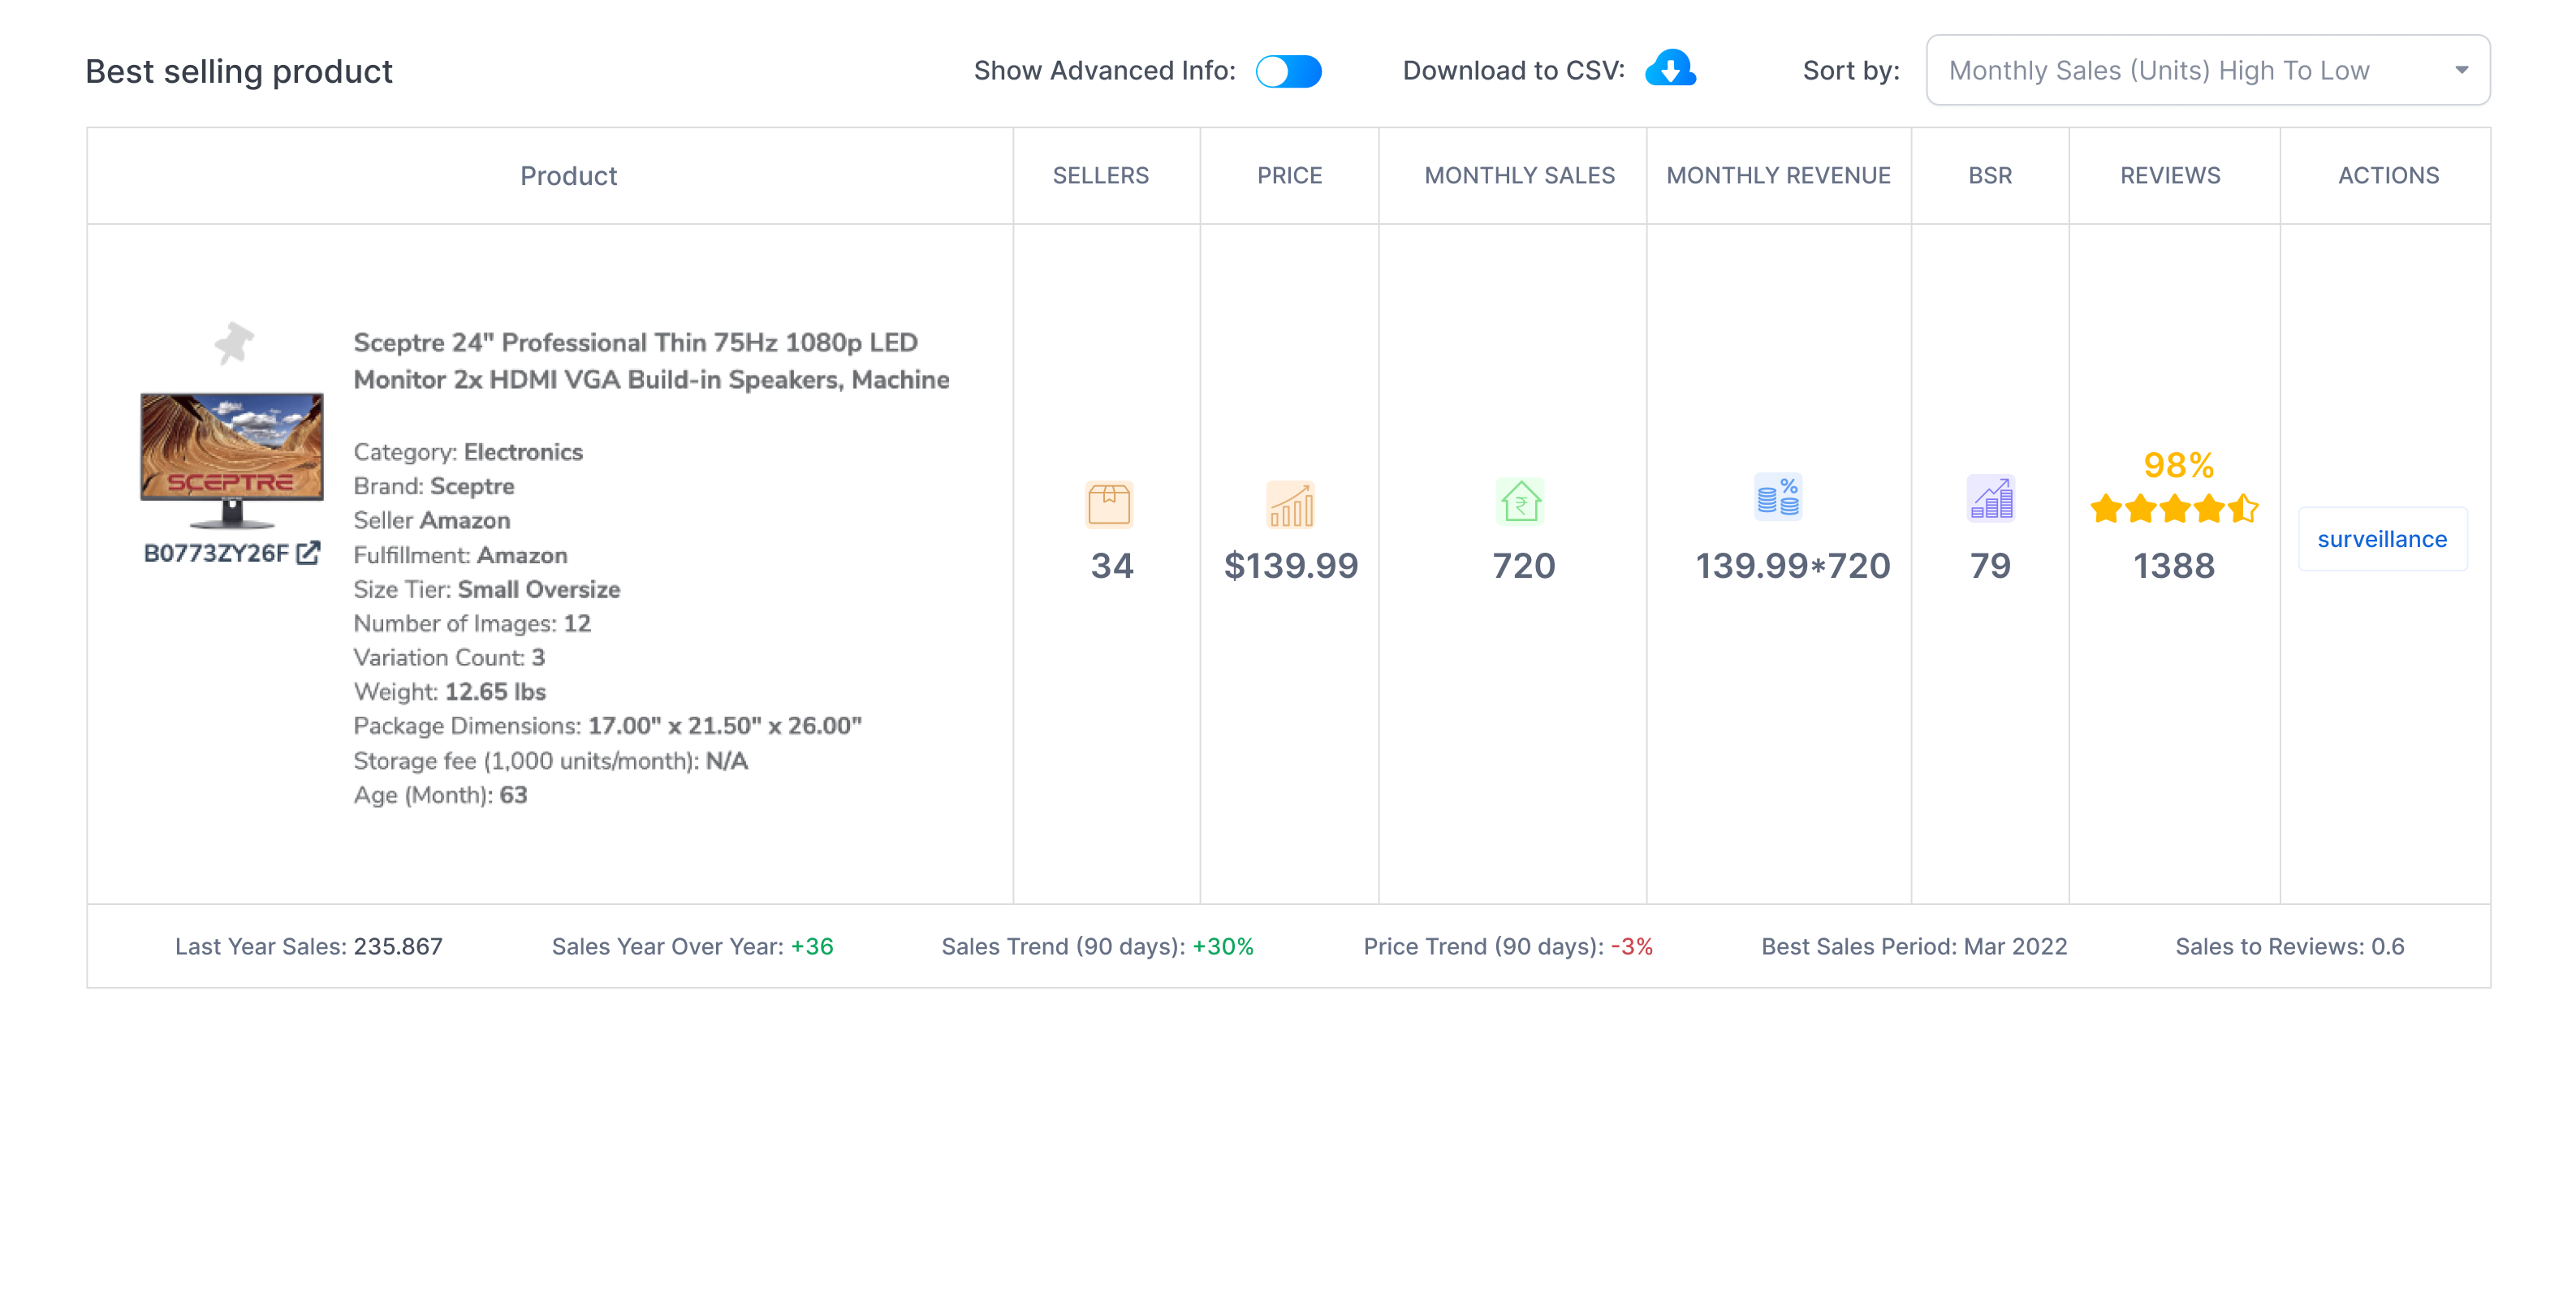 Best selling product
Show Advanced Info:
Download to CSV:
Sort by:
Monthly Sales (Units) High To Low
Product
SELLERS
PRICE
MONTHLY SALES
MONTHLY REVENUE
BSR
REVIEWS
ACTIONS
SCEPTRE
B0773ZY26F
Sceptre 24" Professional Thin 75Hz 1080p LED
Monitor 2x HDMI VGA Build-in Speakers, Machine
Category: Electronics
Brand: Sceptre
Seller Amazon
Fulfillment: Amazon
Size Tier: Small Oversize
Number of Images: 12
Variation Count: 3
Weight: 12.65 lbs
Package Dimensions: 17.00" x 21.50" x 26.00"
Storage fee (1,000 units/month): N/A
Age (Month): 63
34
$139.99
₹
720
%
139.99*720
79
98%
1388
surveillance
Last Year Sales: 235.867
Sales Year Over Year: +36
Sales Trend (90 days): +30%
Price Trend (90 days): -3%
Best Sales Period: Mar 2022
Sales to Reviews: 0.6